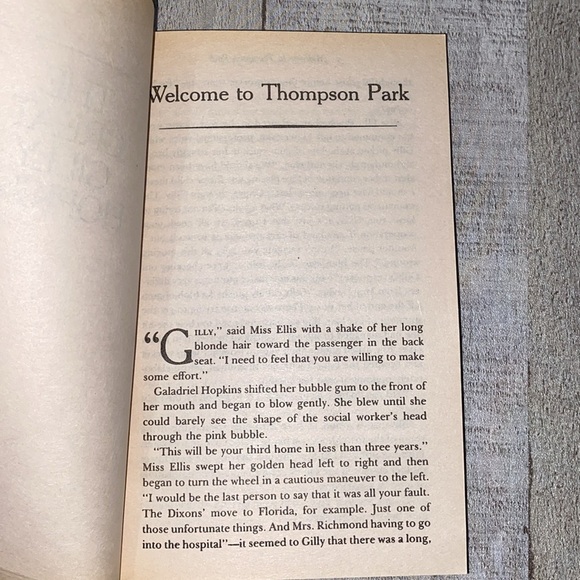 Welcome to Thompson Park
“GILLY,” said Miss Ellis with a shake of her long
blonde hair toward the passenger in the back
seat. “I need to feel that you are willing to make
some effort.”
Galadriel Hopkins shifted her bubble gum to the front of
her mouth and began to blow gently. She blew until she
could barely see the shape of the social worker’s head
through the pink bubble.
“This will be your third home in less than three years.”
Miss Ellis swept her golden head left to right and then
began to turn the wheel in a cautious maneuver to the left.
“I would be the last person to say that it was all your fault.
The Dixons’ move to Florida, for example. Just one of
those unfortunate things. And Mrs. Richmond having to go
into the hospital”—it seemed to Gilly that there was a long,